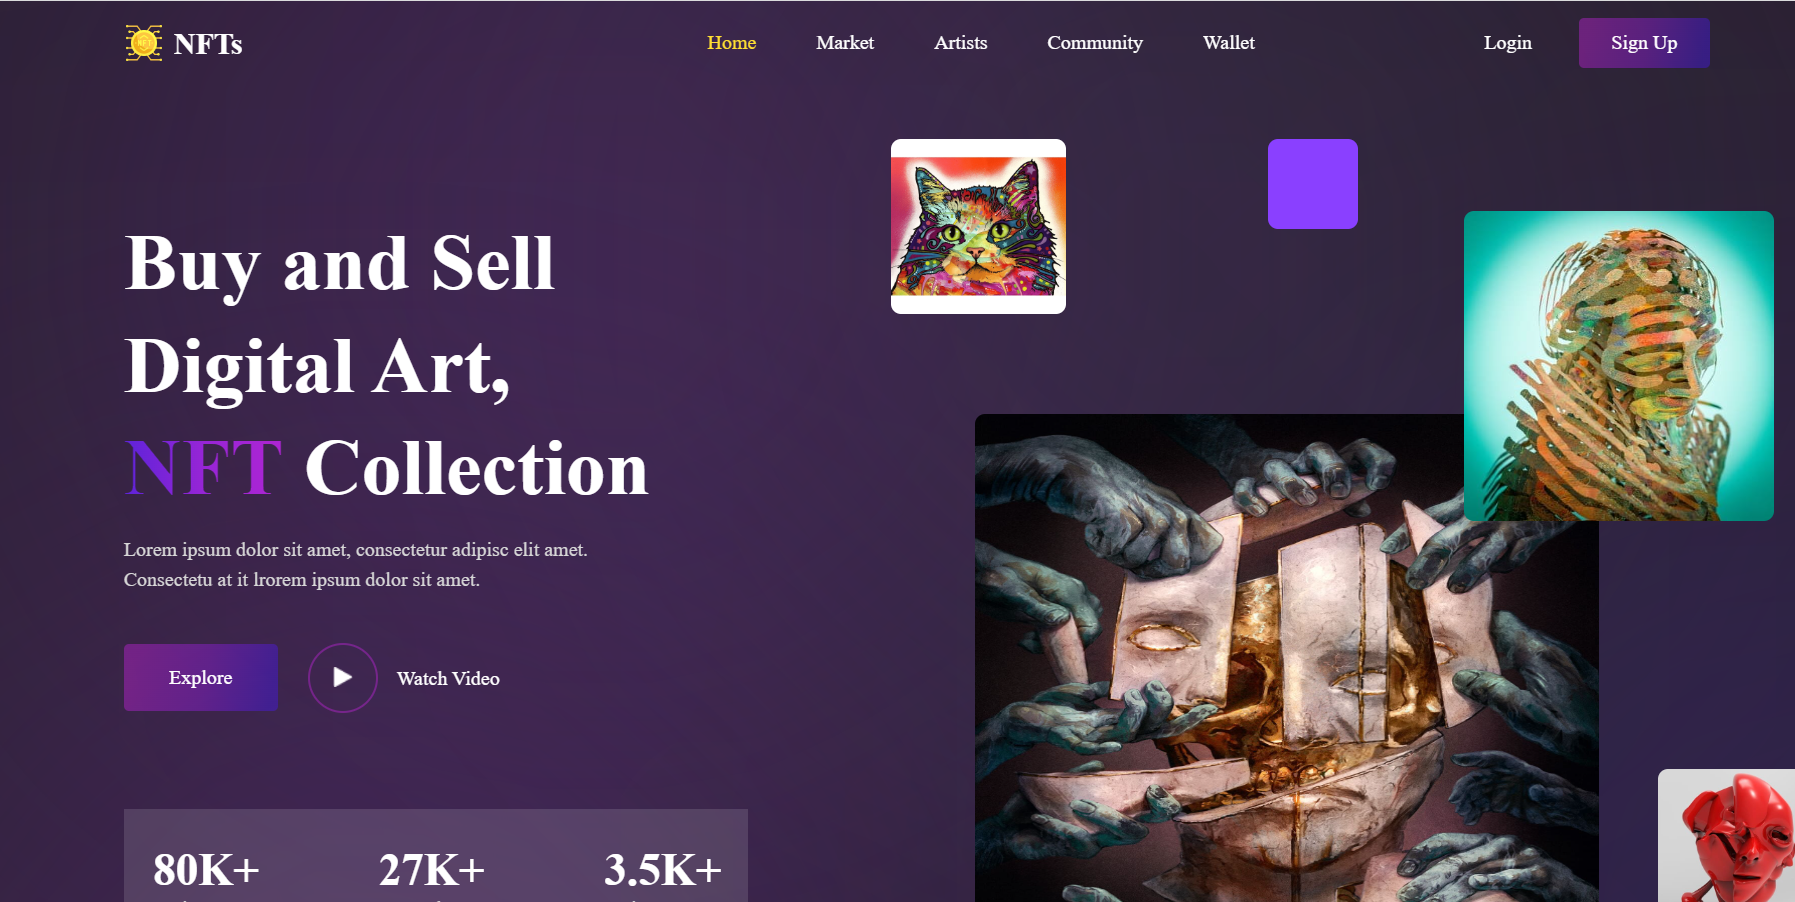 NFTs
Home Market Artists Community Wallet Login Sign Up
Buy and Sell
Digital Art,
NFT Collection
Lorem ipsum dolor sit amet, consectetur adipisc elit amet.
Consectetu at it lrorem ipsum dolor sit amet.
Explore Watch Video
80K+ 27K+ 3.5K+